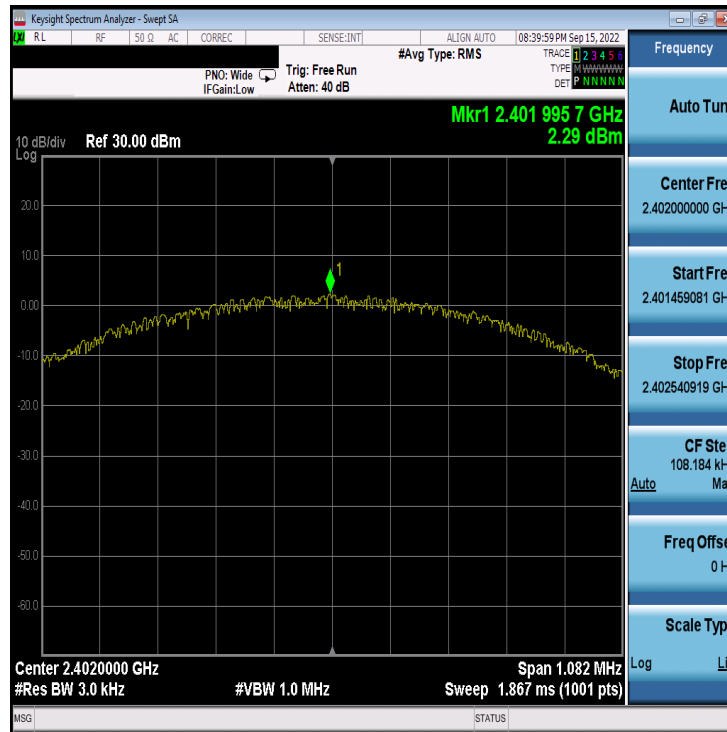 Keysight Spectrum Analyzer - Swept SA
RL RF 50 Ω AC CORREC SENSE:INT ALIGN AUTO 08:39:59 PM Sep 15, 2022
#Avg Type: RMS TRACE 1 2 3 4 5 6
PNO: Wide Trig: Free Run TYPE M WWWWW
IFGain:Low Atten: 40 dB DET P N N N N N
Mkr1 2.401 995 7 GHz
2.29 dBm
10 dB/div Ref 30.00 dBm
Log
20.0
10.0
1
0.00
-10.0
-20.0
-30.0
-40.0
-50.0
-60.0
Center 2.4020000 GHz Span 1.082 MHz
#Res BW 3.0 kHz #VBW 1.0 MHz Sweep 1.867 ms (1001 pts)
MSG STATUS
Frequency
Auto Tun
Center Fre
2.402000000 GH
Start Fre
2.401459081 GH
Stop Fre
2.402540919 GH
CF Ste
108.184 kH
Auto Ma
Freq Offse
0 H
Scale Typ
Log Li